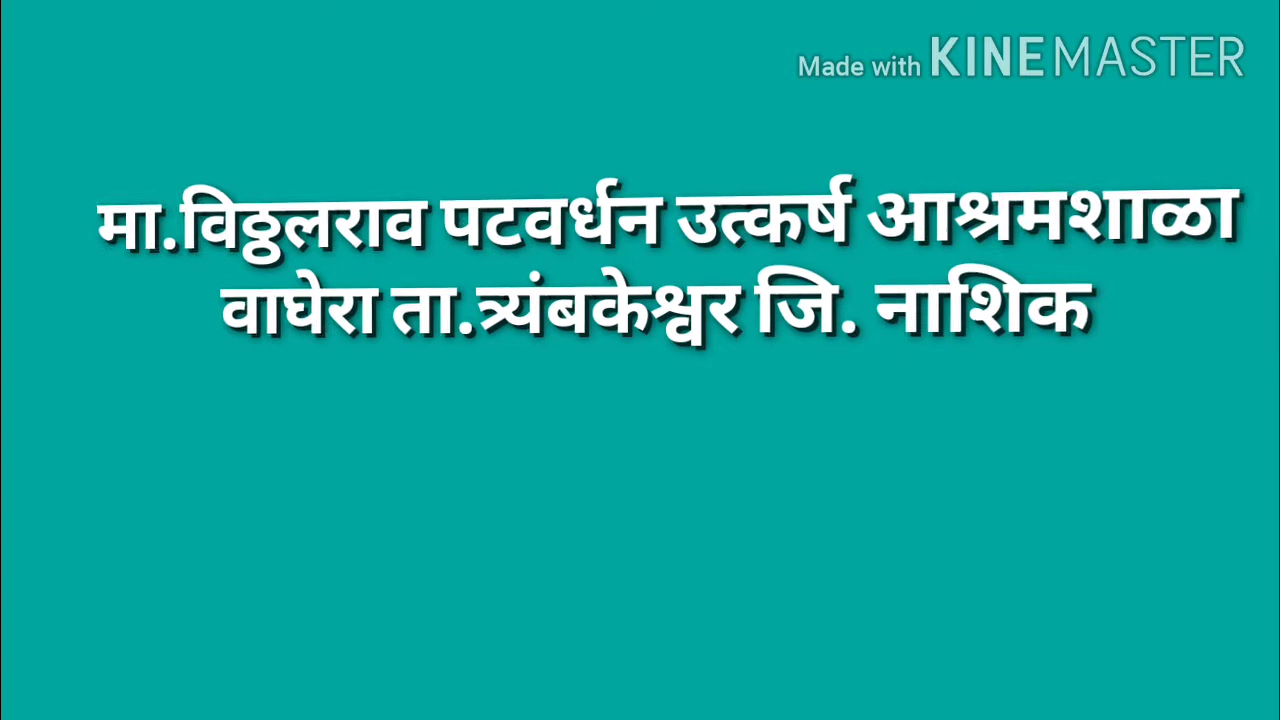 Made with KINEMASTER
मा.विठ्ठलराव पटवर्धन उत्कर्ष आश्रमशाळा
वाघेरा ता.त्र्यंबकेश्वर जि. नाशिक